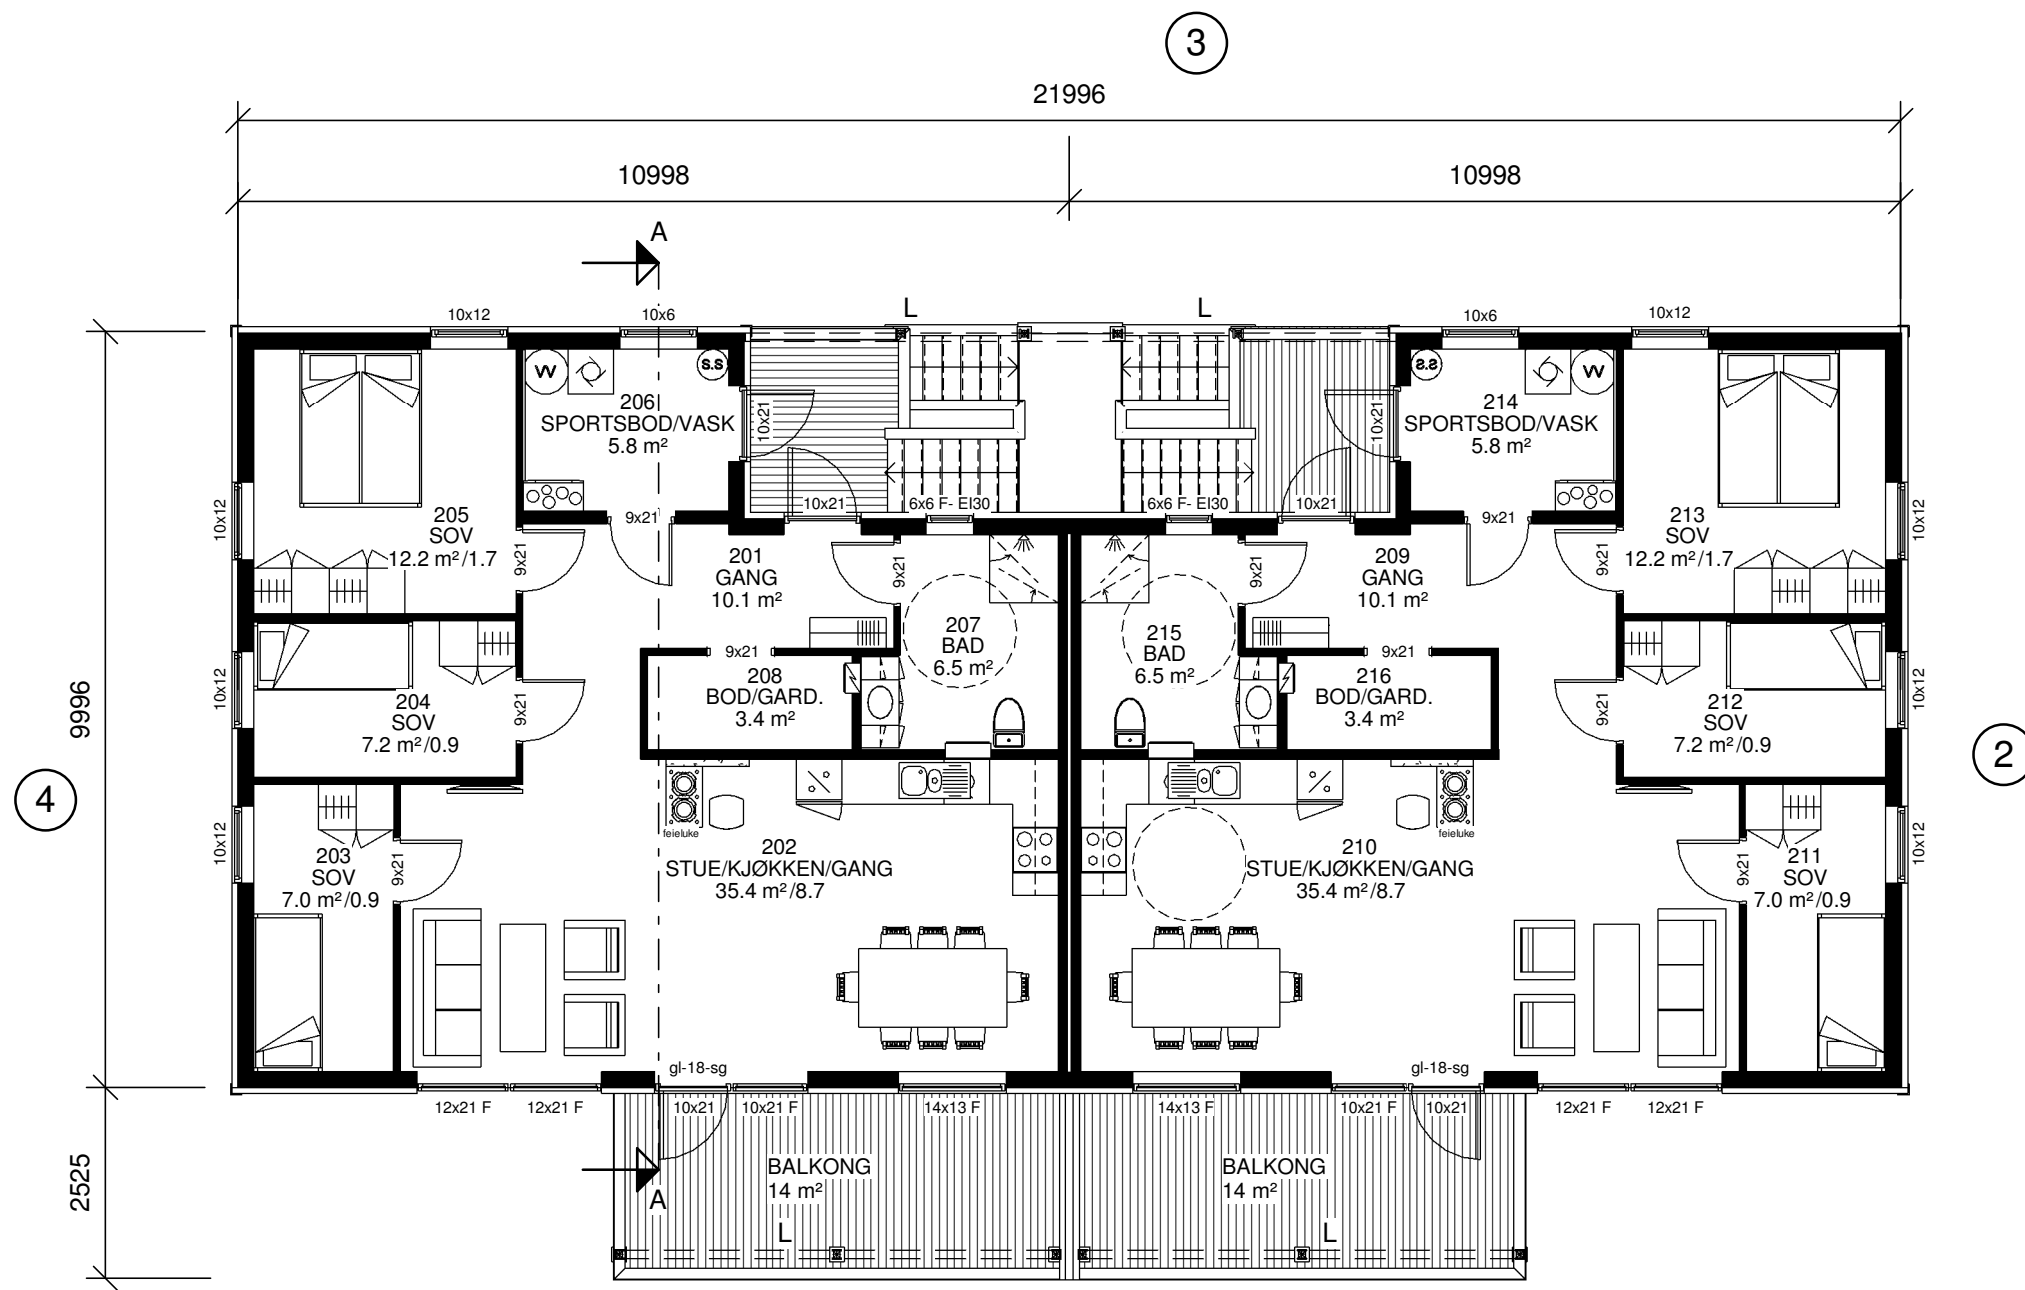 3
21996
10998
10998
A
L
L
10x12
10x6
10x6
10x12
W
S.S
S.S
W
206
SPORTSBOD/VASK
5.8 m²
10x21
10x21
214
SPORTSBOD/VASK
5.8 m²
10x12
205
SOV
12.2 m²/1.7
9x21
9x21
10x21
6x6 F- EI30
6x6 F- EI30
10x21
9x21
9x21
213
SOV
12.2 m²/1.7
10x12
201
GANG
10.1 m²
9x21
9x21
209
GANG
10.1 m²
207
BAD
6.5 m²
215
BAD
6.5 m²
9996
10x12
204
SOV
7.2 m²/0.9
9x21
9x21
208
BOD/GARD.
3.4 m²
9x21
216
BOD/GARD.
3.4 m²
9x21
212
SOV
7.2 m²/0.9
10x12
4
2
10x12
203
SOV
7.0 m²/0.9
9x21
feieluke
202
STUE/KJØKKEN/GANG
35.4 m²/8.7
210
STUE/KJØKKEN/GANG
35.4 m²/8.7
feieluke
9x21
211
SOV
7.0 m²/0.9
10x12
gl-18-sg
gl-18-sg
12x21 F
12x21 F
10x21
10x21 F
14x13 F
14x13 F
10x21 F
10x21
12x21 F
12x21 F
2525
BALKONG
14 m²
BALKONG
14 m²
A
L
L